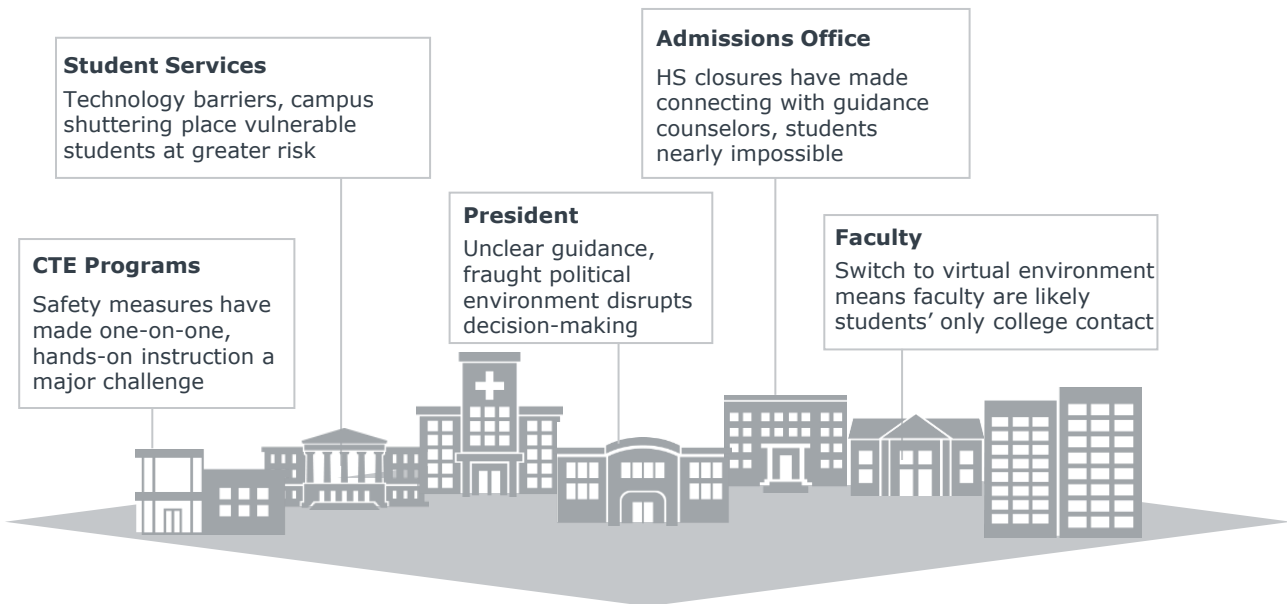 Student Services
Technology barriers, campus
shuttering place vulnerable
students at greater risk
Admissions Office
HS closures have made
connecting with guidance
counselors, students
nearly impossible
CTE Programs
Safety measures have
made one-on-one,
hands-on instruction a
major challenge
President
Unclear guidance,
fraught political
environment disrupts
decision-making
Faculty
Switch to virtual environment
means faculty are likely
students’ only college contact